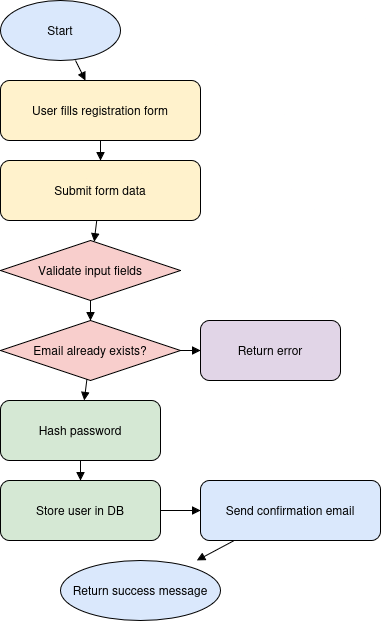 Start
User fills registration form
Submit form data
Validate input fields
Email already exists?
Return error
Hash password
Store user in DB
Send confirmation email
Return success message